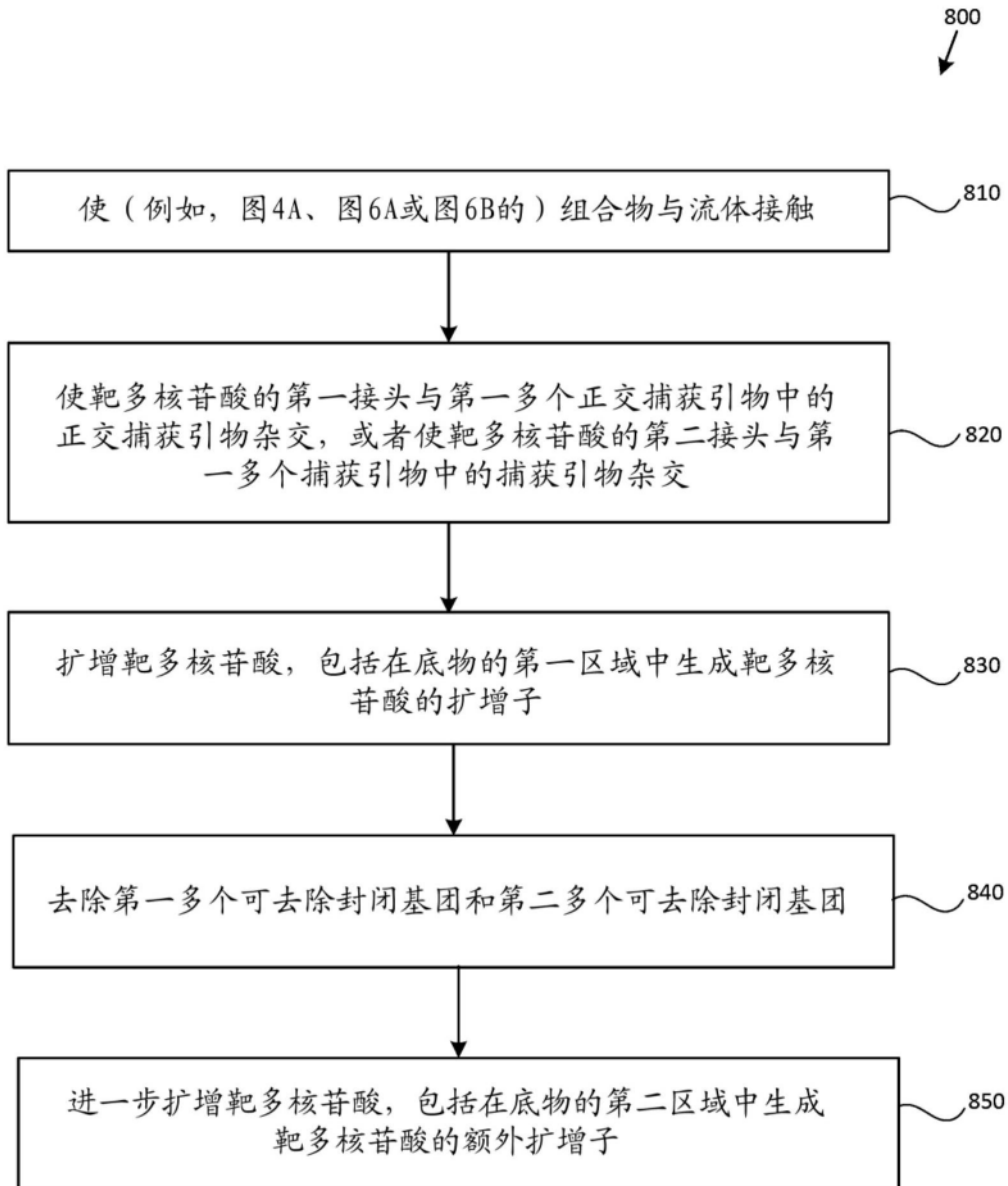 800
使（例如，图4A、图6A或图6B的）组合物与流体接触
810
使靶多核苷酸的第一接头与第一多个正交捕获引物中的
正交捕获引物杂交，或者使靶多核苷酸的第二接头与第
一多个捕获引物中的捕获引物杂交
820
扩增靶多核苷酸，包括在底物的第一区域中生成靶多核
苷酸的扩增子
830
去除第一多个可去除封闭基团和第二多个可去除封闭基团
840
进一步扩增靶多核苷酸，包括在底物的第二区域中生成
靶多核苷酸的额外扩增子
850